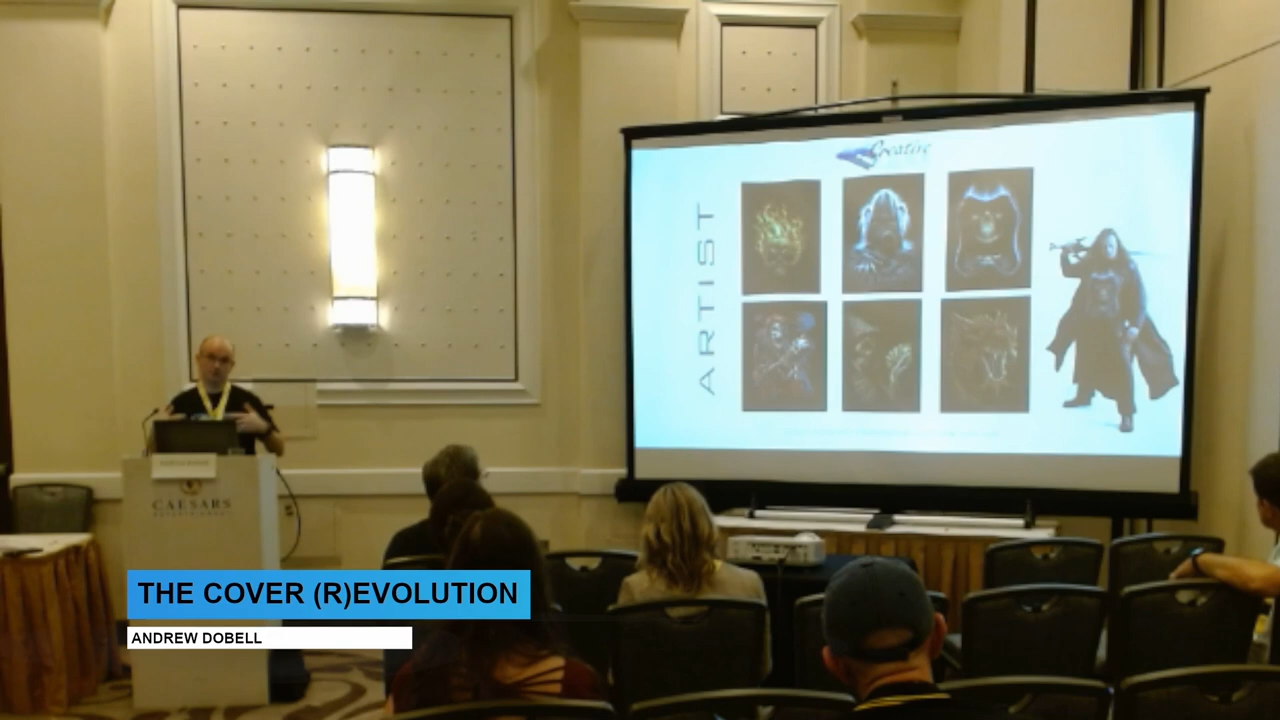 Creative
ARTIST
CAESARS
THE COVER (R)EVOLUTION
ANDREW DOBELL